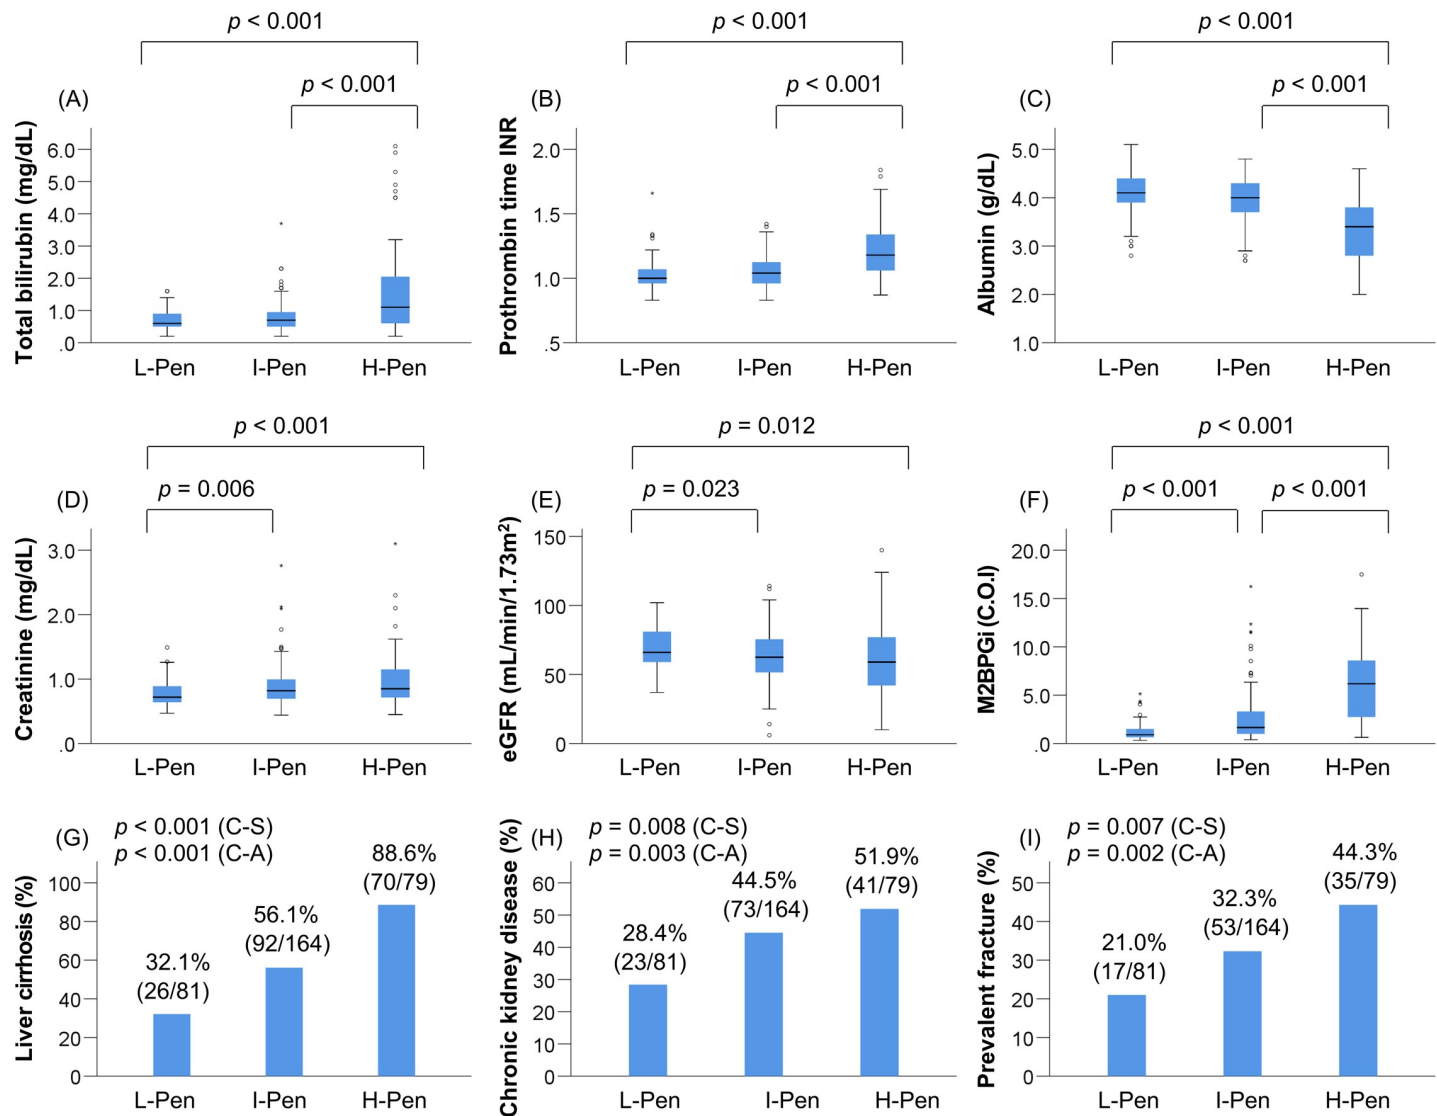 p < 0.001
p < 0.001
(A)
Total bilirubin (mg/dL)
6.0
5.0
4.0
3.0
2.0
1.0
.0
L-Pen I-Pen H-Pen
p < 0.001
p < 0.001
(B)
Prothrombin time INR
2.0
1.5
1.0
.5
L-Pen I-Pen H-Pen
p < 0.001
p < 0.001
(C)
Albumin (g/dL)
5.0
4.0
3.0
2.0
1.0
L-Pen I-Pen H-Pen
p < 0.001
p = 0.006
(D)
Creatinine (mg/dL)
3.0
2.0
1.0
.0
L-Pen I-Pen H-Pen
p = 0.012
p = 0.023
(E)
eGFR (mL/min/1.73m²)
150
100
50
0
L-Pen I-Pen H-Pen
p < 0.001
p < 0.001 p < 0.001
(F)
M2BPGi (C.O.I)
20.0
15.0
10.0
5.0
.0
L-Pen I-Pen H-Pen
(G)
p < 0.001 (C-S)
p < 0.001 (C-A)
Liver cirrhosis (%)
100
80
60
40
20
0
32.1%
(26/81)
56.1%
(92/164)
88.6%
(70/79)
L-Pen I-Pen H-Pen
(H)
p = 0.008 (C-S)
p = 0.003 (C-A)
Chronic kidney disease (%)
60
50
40
30
20
10
0
28.4%
(23/81)
44.5%
(73/164)
51.9%
(41/79)
L-Pen I-Pen H-Pen
(I)
p = 0.007 (C-S)
p = 0.002 (C-A)
Prevalent fracture (%)
50
40
30
20
10
0
21.0%
(17/81)
32.3%
(53/164)
44.3%
(35/79)
L-Pen I-Pen H-Pen